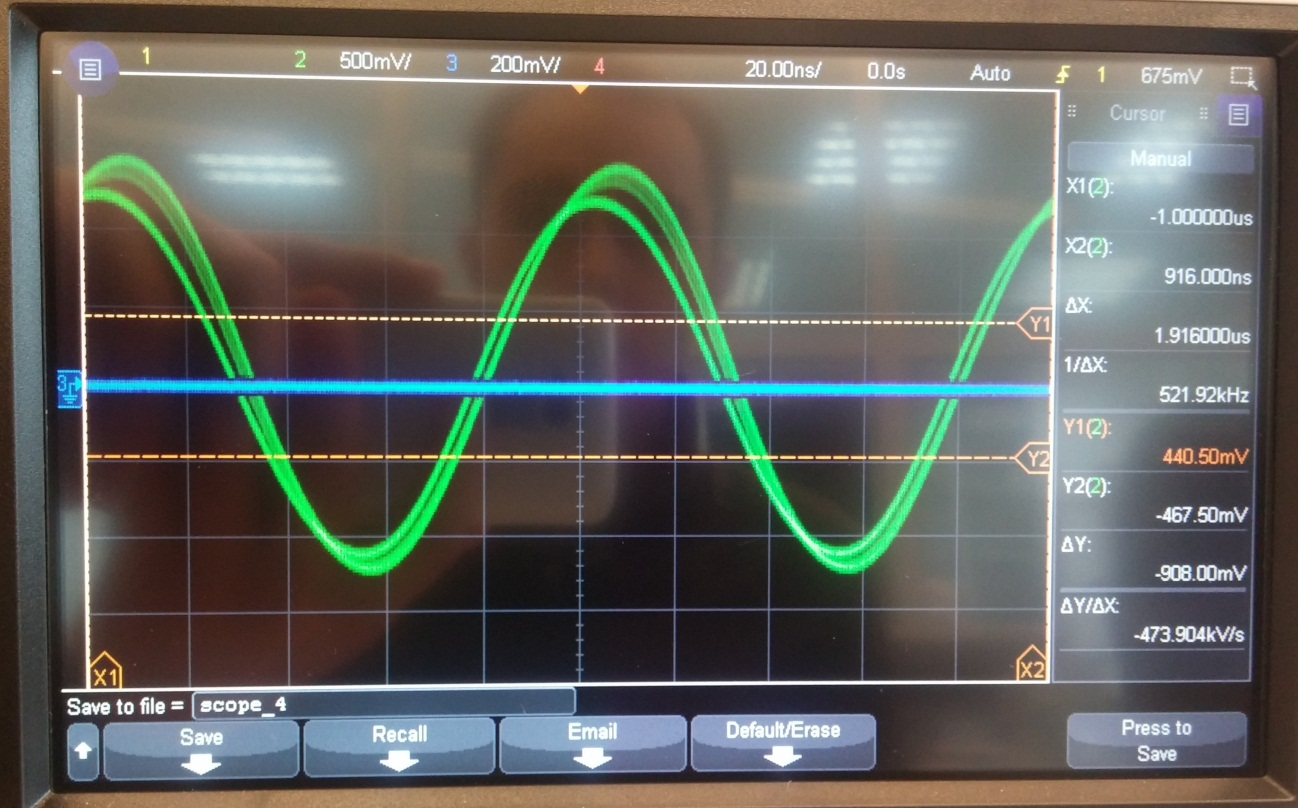 1 2 500mV/ 3 200mV/ 4 20.00ns/ 0.0s Auto 1 675mV
Cursor
Manual
X1(2):
-1.000000us
X2(2):
916.000ns
ΔX:
1.916000us
1/ΔX:
521.92kHz
Y1(2):
440.50mV
Y2(2):
-467.50mV
ΔY:
-908.00mV
ΔY/ΔX:
-473.904kV/s
Y1
3
Y2
X1 X2
Save to file = scope_4
Save Recall Email Default/Erase Press to
Save